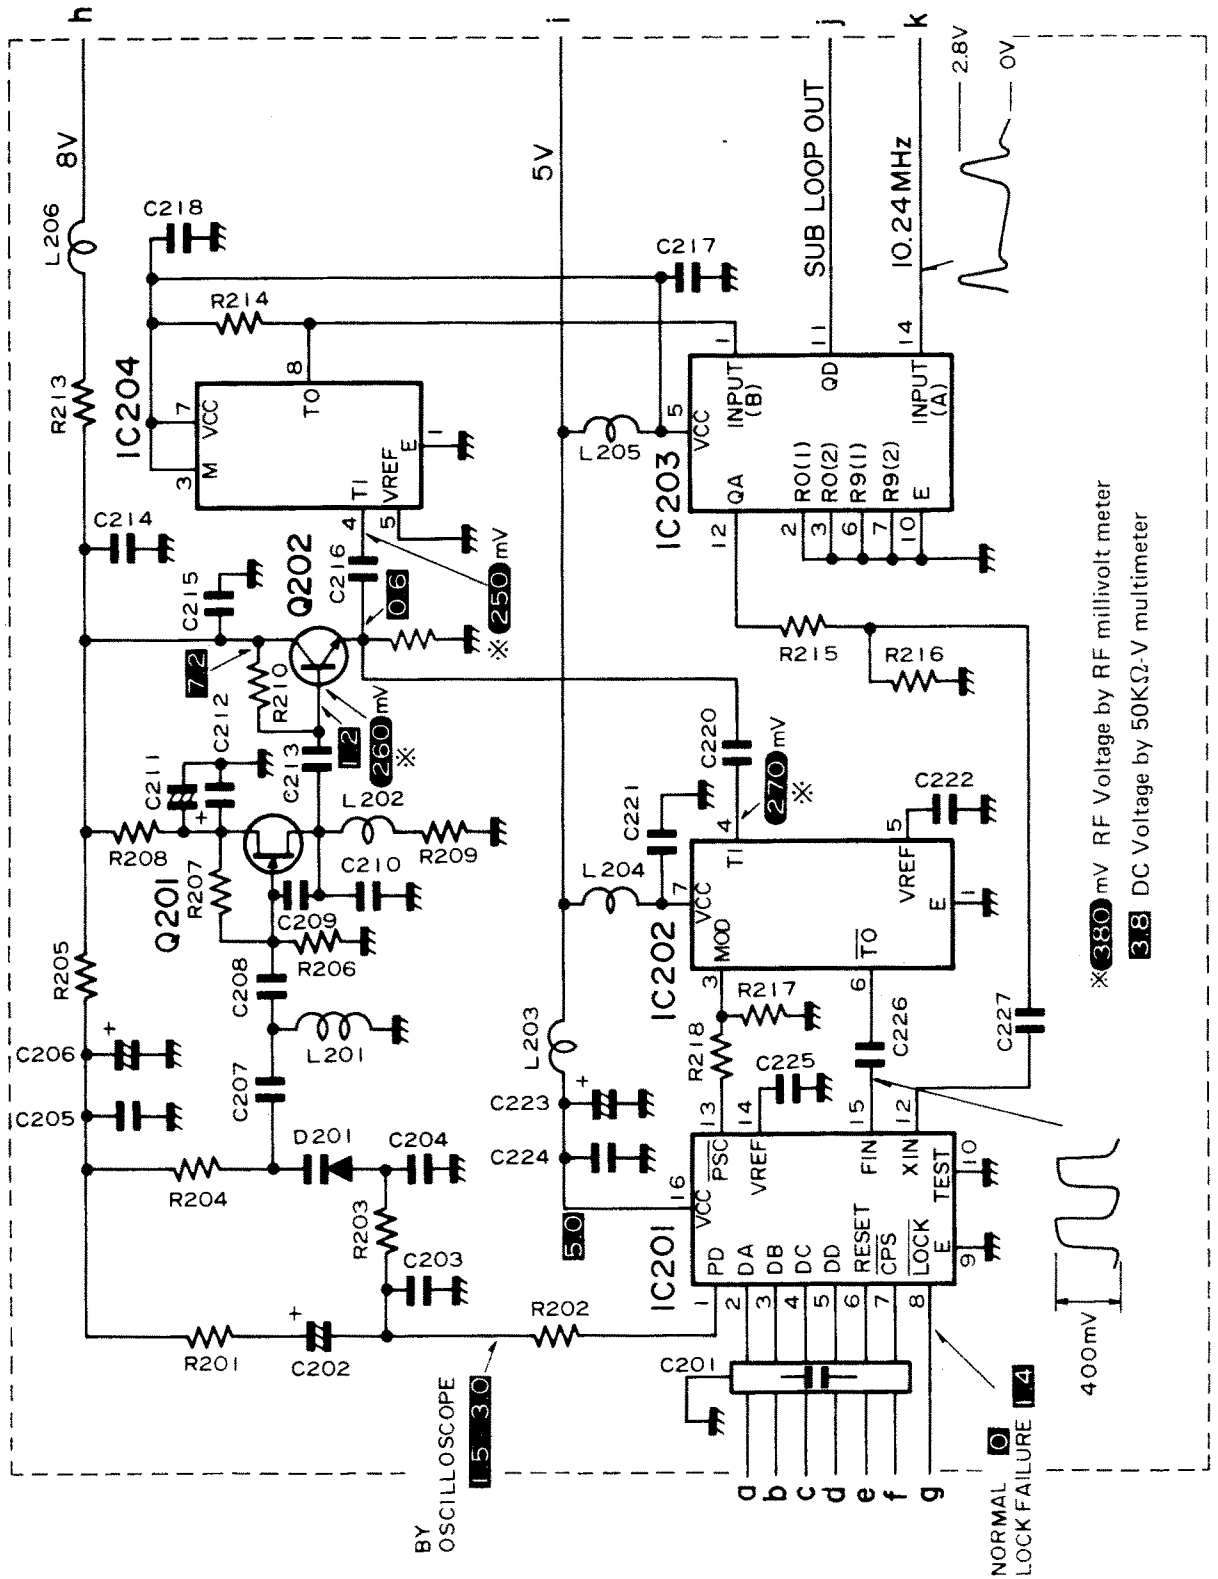 h
8V
L206
R213
C214
C218
R214
IC204
3
M
7
VCC
TO
8
TI
4
VREF
5
E
1
C215
Q202
7.2
R210
C216
0.6
※ 250 mV
C211
+
C212
C213
1.2
260 mV
※
R208
R207
Q201
L202
R209
C210
C209
R206
C208
L201
C207
R205
C206
+
C205
R204
D201
C204
R203
C203
R201
+
C202
R202
BY
OSCILLOSCOPE
1.5 - 3.0
i
5V
L205
C217
IC203
5
VCC
INPUT
(B)
1
QA
12
QD
11
R0(1)
2
R0(2)
3
R9(1)
6
R9(2)
7
E
10
INPUT
(A)
14
j
SUB LOOP OUT
k
10.24MHz
2.8V
0V
R215
R216
C220
270 mV
※
C221
L204
IC202
7
VCC
TI
4
MOD
3
VREF
5
E
1
TO
6
C222
R217
R218
C226
C227
L203
C223
+
C224
5.0
C225
IC201
16
VCC
PSC
13
VREF
14
FIN
15
XIN
12
TEST
10
E
9
PD
1
DA
2
DB
3
DC
4
DD
5
RESET
6
CPS
7
LOCK
8
C201
a
b
c
d
e
f
g
NORMAL 0
LOCK FAILURE 1.4
400mV
※ 380 mV RF Voltage by RF millivolt meter
3.8 DC Voltage by 50KΩ-V multimeter